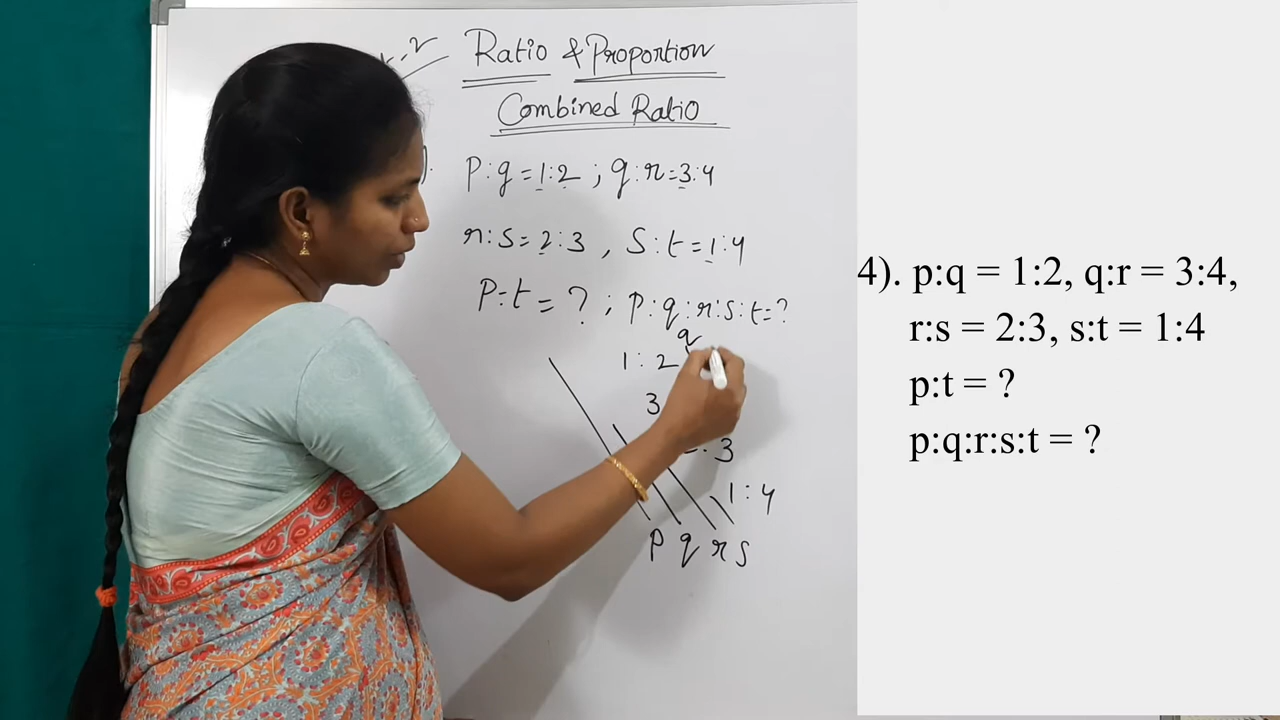 Ratio & Proportion
Combined Ratio
p:q = 1:2 ; q:r = 3:4
r:s = 2:3 , s:t = 1:4
p:t = ? ; p:q:r:s:t = ?
q
1 : 2
3
: 3
1 : 4
p q r s
4). p:q = 1:2, q:r = 3:4,
r:s = 2:3, s:t = 1:4
p:t = ?
p:q:r:s:t = ?